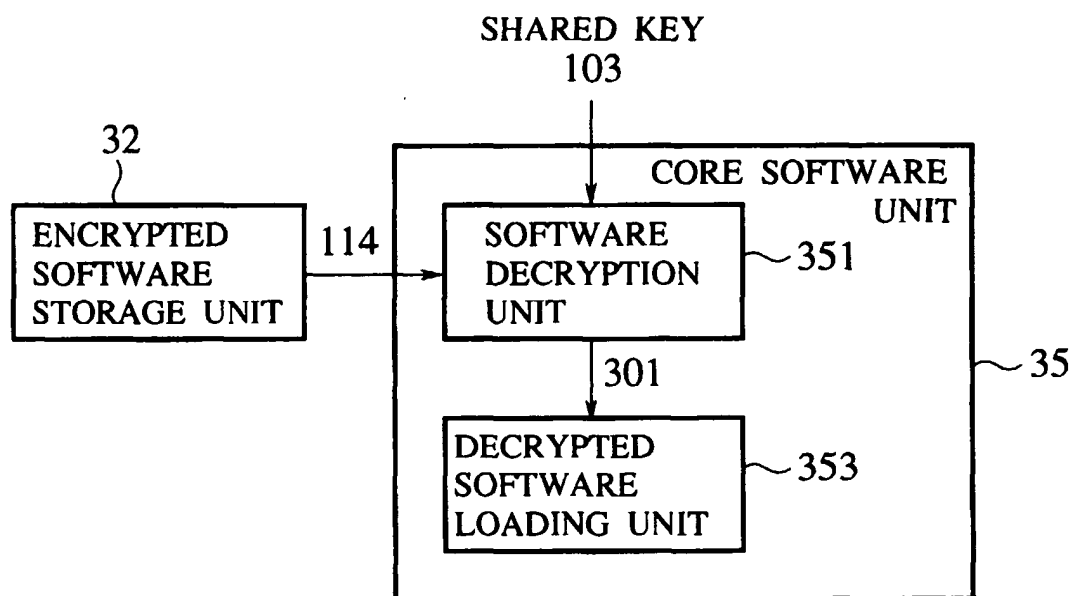 SHARED KEY
103
32
CORE SOFTWARE
UNIT
ENCRYPTED
SOFTWARE
STORAGE UNIT
114
SOFTWARE
DECRYPTION
UNIT
351
301
35
DECRYPTED
SOFTWARE
LOADING UNIT
353